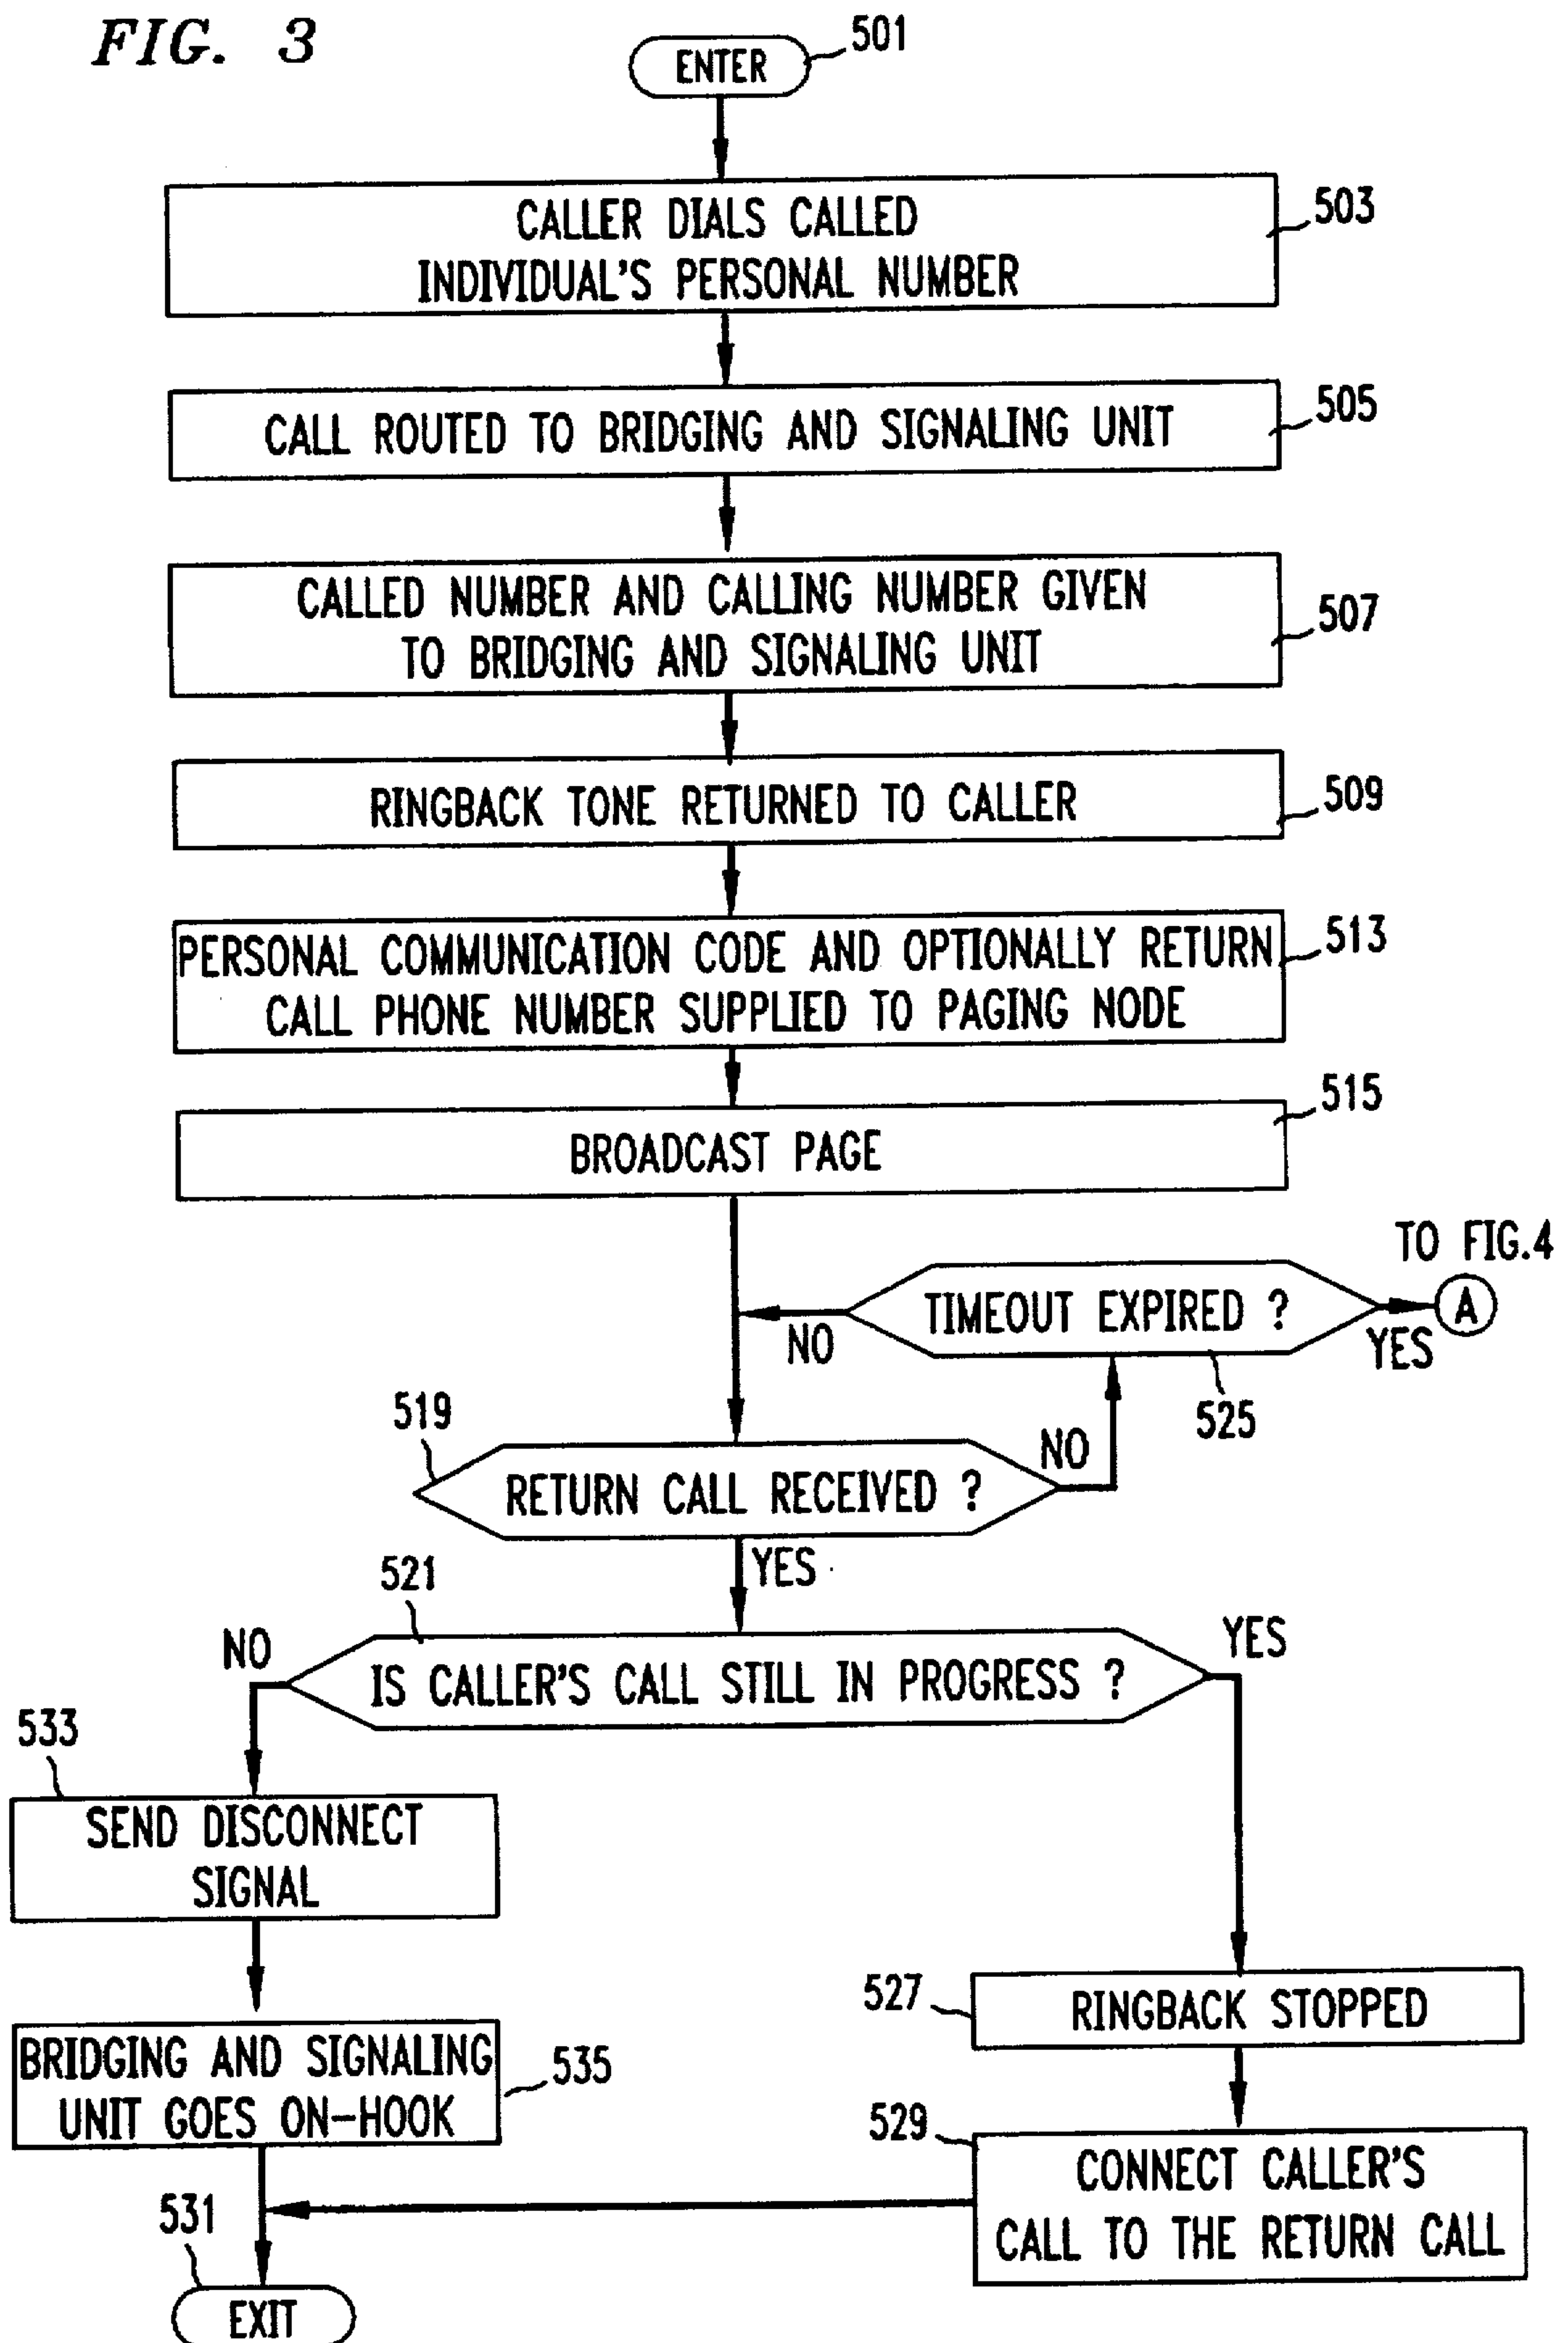 FIG. 3
ENTER
501
CALLER DIALS CALLED
INDIVIDUAL'S PERSONAL NUMBER
503
CALL ROUTED TO BRIDGING AND SIGNALING UNIT
505
CALLED NUMBER AND CALLING NUMBER GIVEN
TO BRIDGING AND SIGNALING UNIT
507
RINGBACK TONE RETURNED TO CALLER
509
PERSONAL COMMUNICATION CODE AND OPTIONALLY RETURN
CALL PHONE NUMBER SUPPLIED TO PAGING NODE
513
BROADCAST PAGE
515
TO FIG.4
TIMEOUT EXPIRED ?
A
NO
YES
525
519
RETURN CALL RECEIVED ?
NO
YES
521
IS CALLER'S CALL STILL IN PROGRESS ?
NO
YES
533
SEND DISCONNECT
SIGNAL
527
RINGBACK STOPPED
BRIDGING AND SIGNALING
UNIT GOES ON-HOOK
535
529
CONNECT CALLER'S
CALL TO THE RETURN CALL
531
EXIT